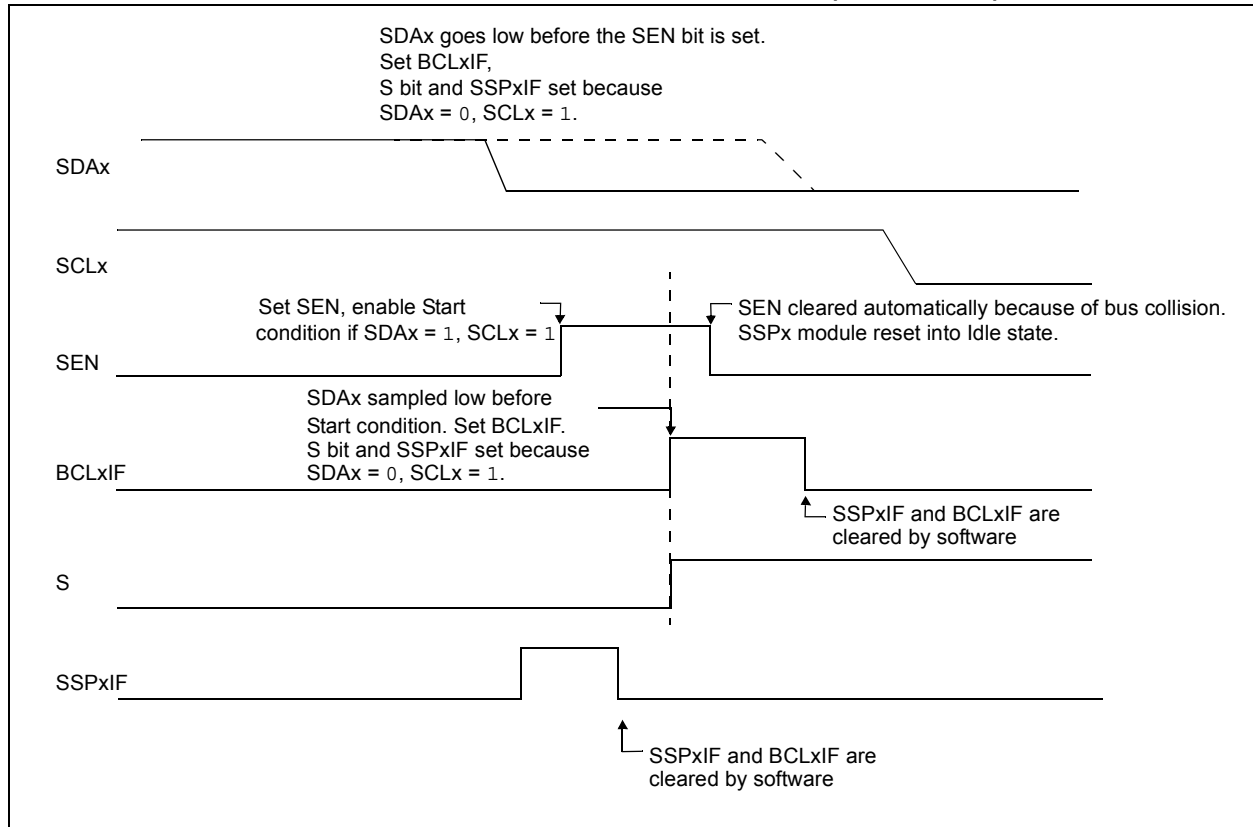 SDAx goes low before the SEN bit is set.
Set BCLxIF,
S bit and SSPxIF set because
SDAx = 0, SCLx = 1.
SDAx
SCLx
Set SEN, enable Start
condition if SDAx = 1, SCLx = 1
SEN cleared automatically because of bus collision.
SSPx module reset into Idle state.
SEN
SDAx sampled low before
Start condition. Set BCLxIF.
S bit and SSPxIF set because
SDAx = 0, SCLx = 1.
BCLxIF
SSPxIF and BCLxIF are
cleared by software
S
SSPxIF
SSPxIF and BCLxIF are
cleared by software